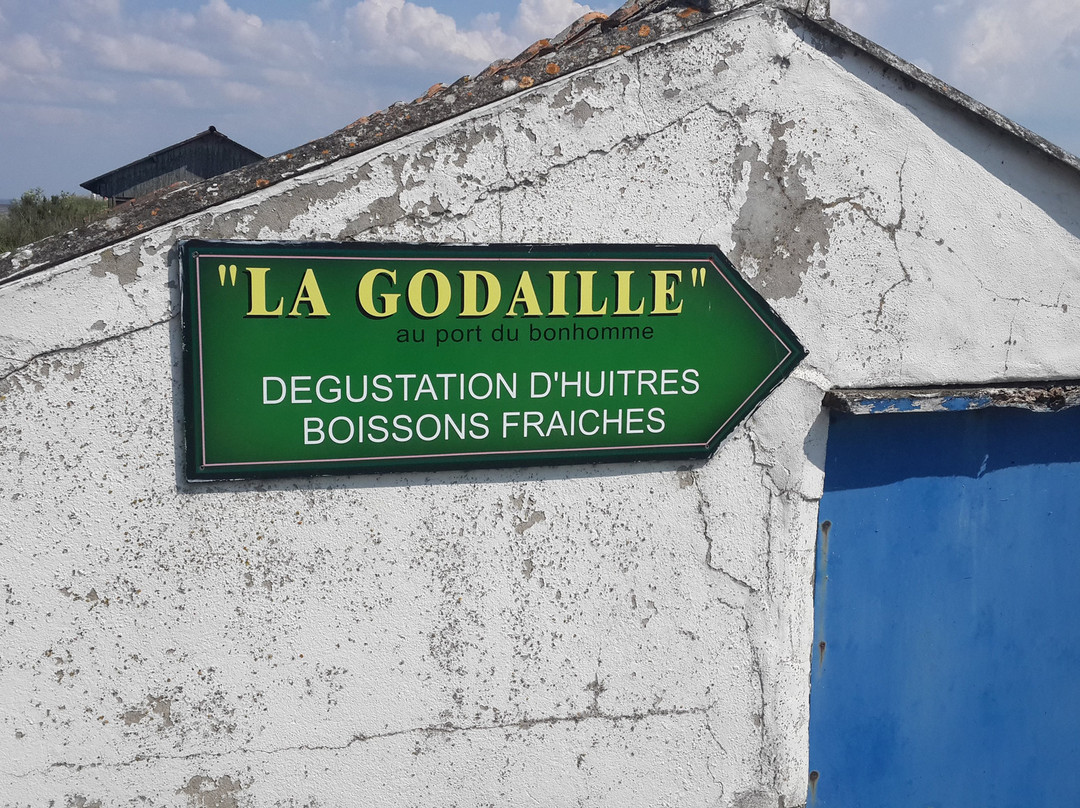 "LA GODAILLE"
au port du bonhomme
DEGUSTATION D'HUITRES
BOISSONS FRAICHES